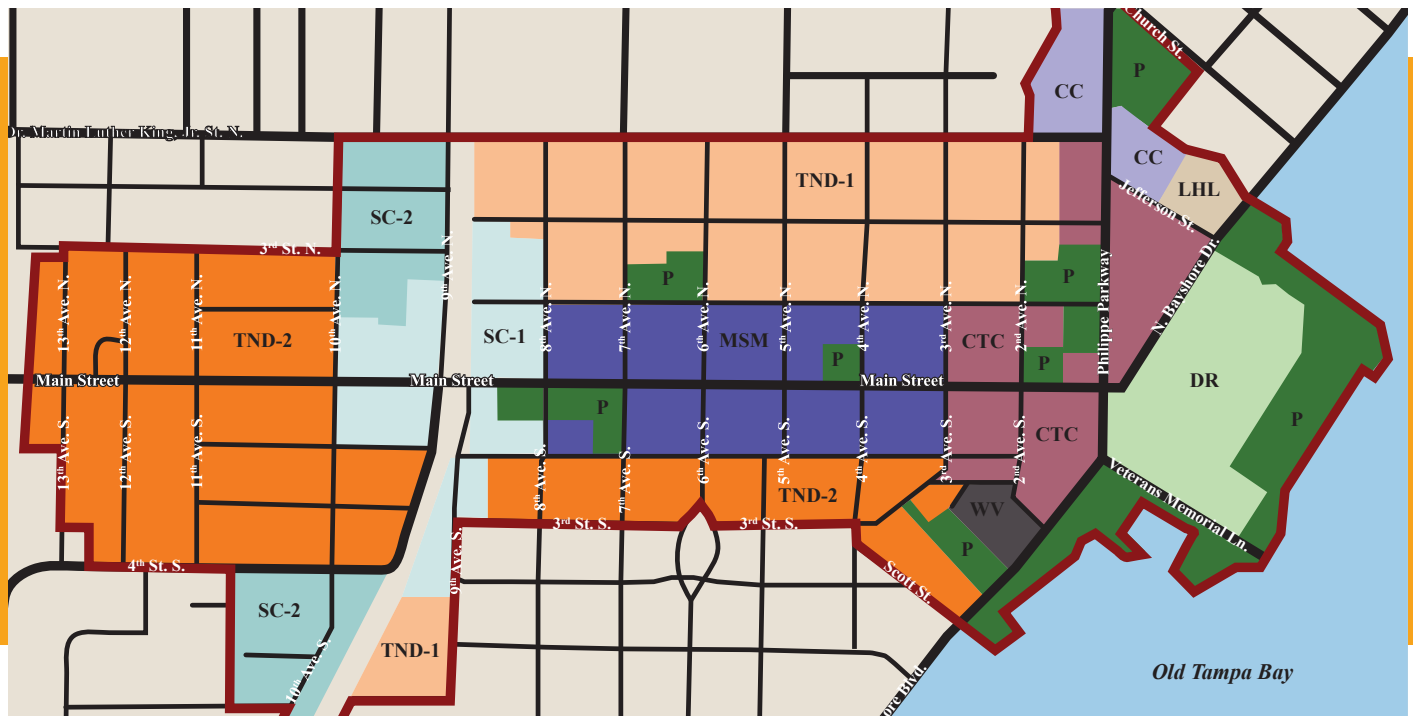 Church St.
P
CC
Dr. Martin Luther King, Jr. St. N.
CC
TND-1
LHL
SC-2
Jefferson St.
3rd St. N.
9th Ave. N.
N. Bayshore Dr.
P
P
Philippe Parkway
13th Ave. N.
12th Ave. N.
11th Ave. N.
10th Ave. N.
8th Ave. N.
7th Ave. N.
6th Ave. N.
5th Ave. N.
4th Ave. N.
3rd Ave. N.
2nd Ave. N.
TND-2
SC-1
MSM
CTC
P
P
DR
Main Street
Main Street
Main Street
P
P
CTC
13th Ave. S.
12th Ave. S.
11th Ave. S.
8th Ave. S.
7th Ave. S.
6th Ave. S.
5th Ave. S.
4th Ave. S.
3rd Ave. S.
2nd Ave. S.
TND-2
Veterans Memorial Ln.
WV
3rd St. S.
3rd St. S.
P
4th St. S.
9th Ave. S.
Scott St.
SC-2
TND-1
10th Ave. S.
Old Tampa Bay
Blvd.